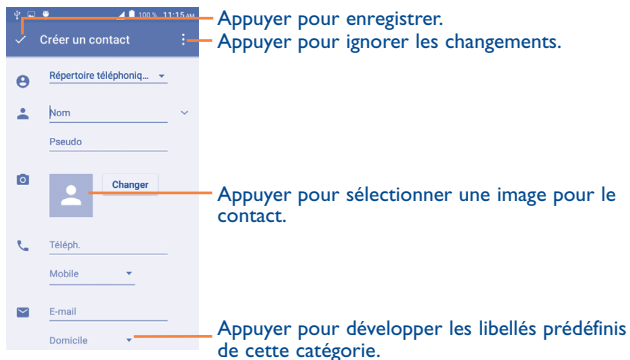 100% 11:15 AM
Appuyer pour enregistrer.
Créer un contact
Appuyer pour ignorer les changements.
Répertoire téléphoniq...
Nom
Pseudo
Changer
Appuyer pour sélectionner une image pour le
contact.
Téléph.
Mobile
E-mail
Domicile
Appuyer pour développer les libellés prédéfinis
de cette catégorie.